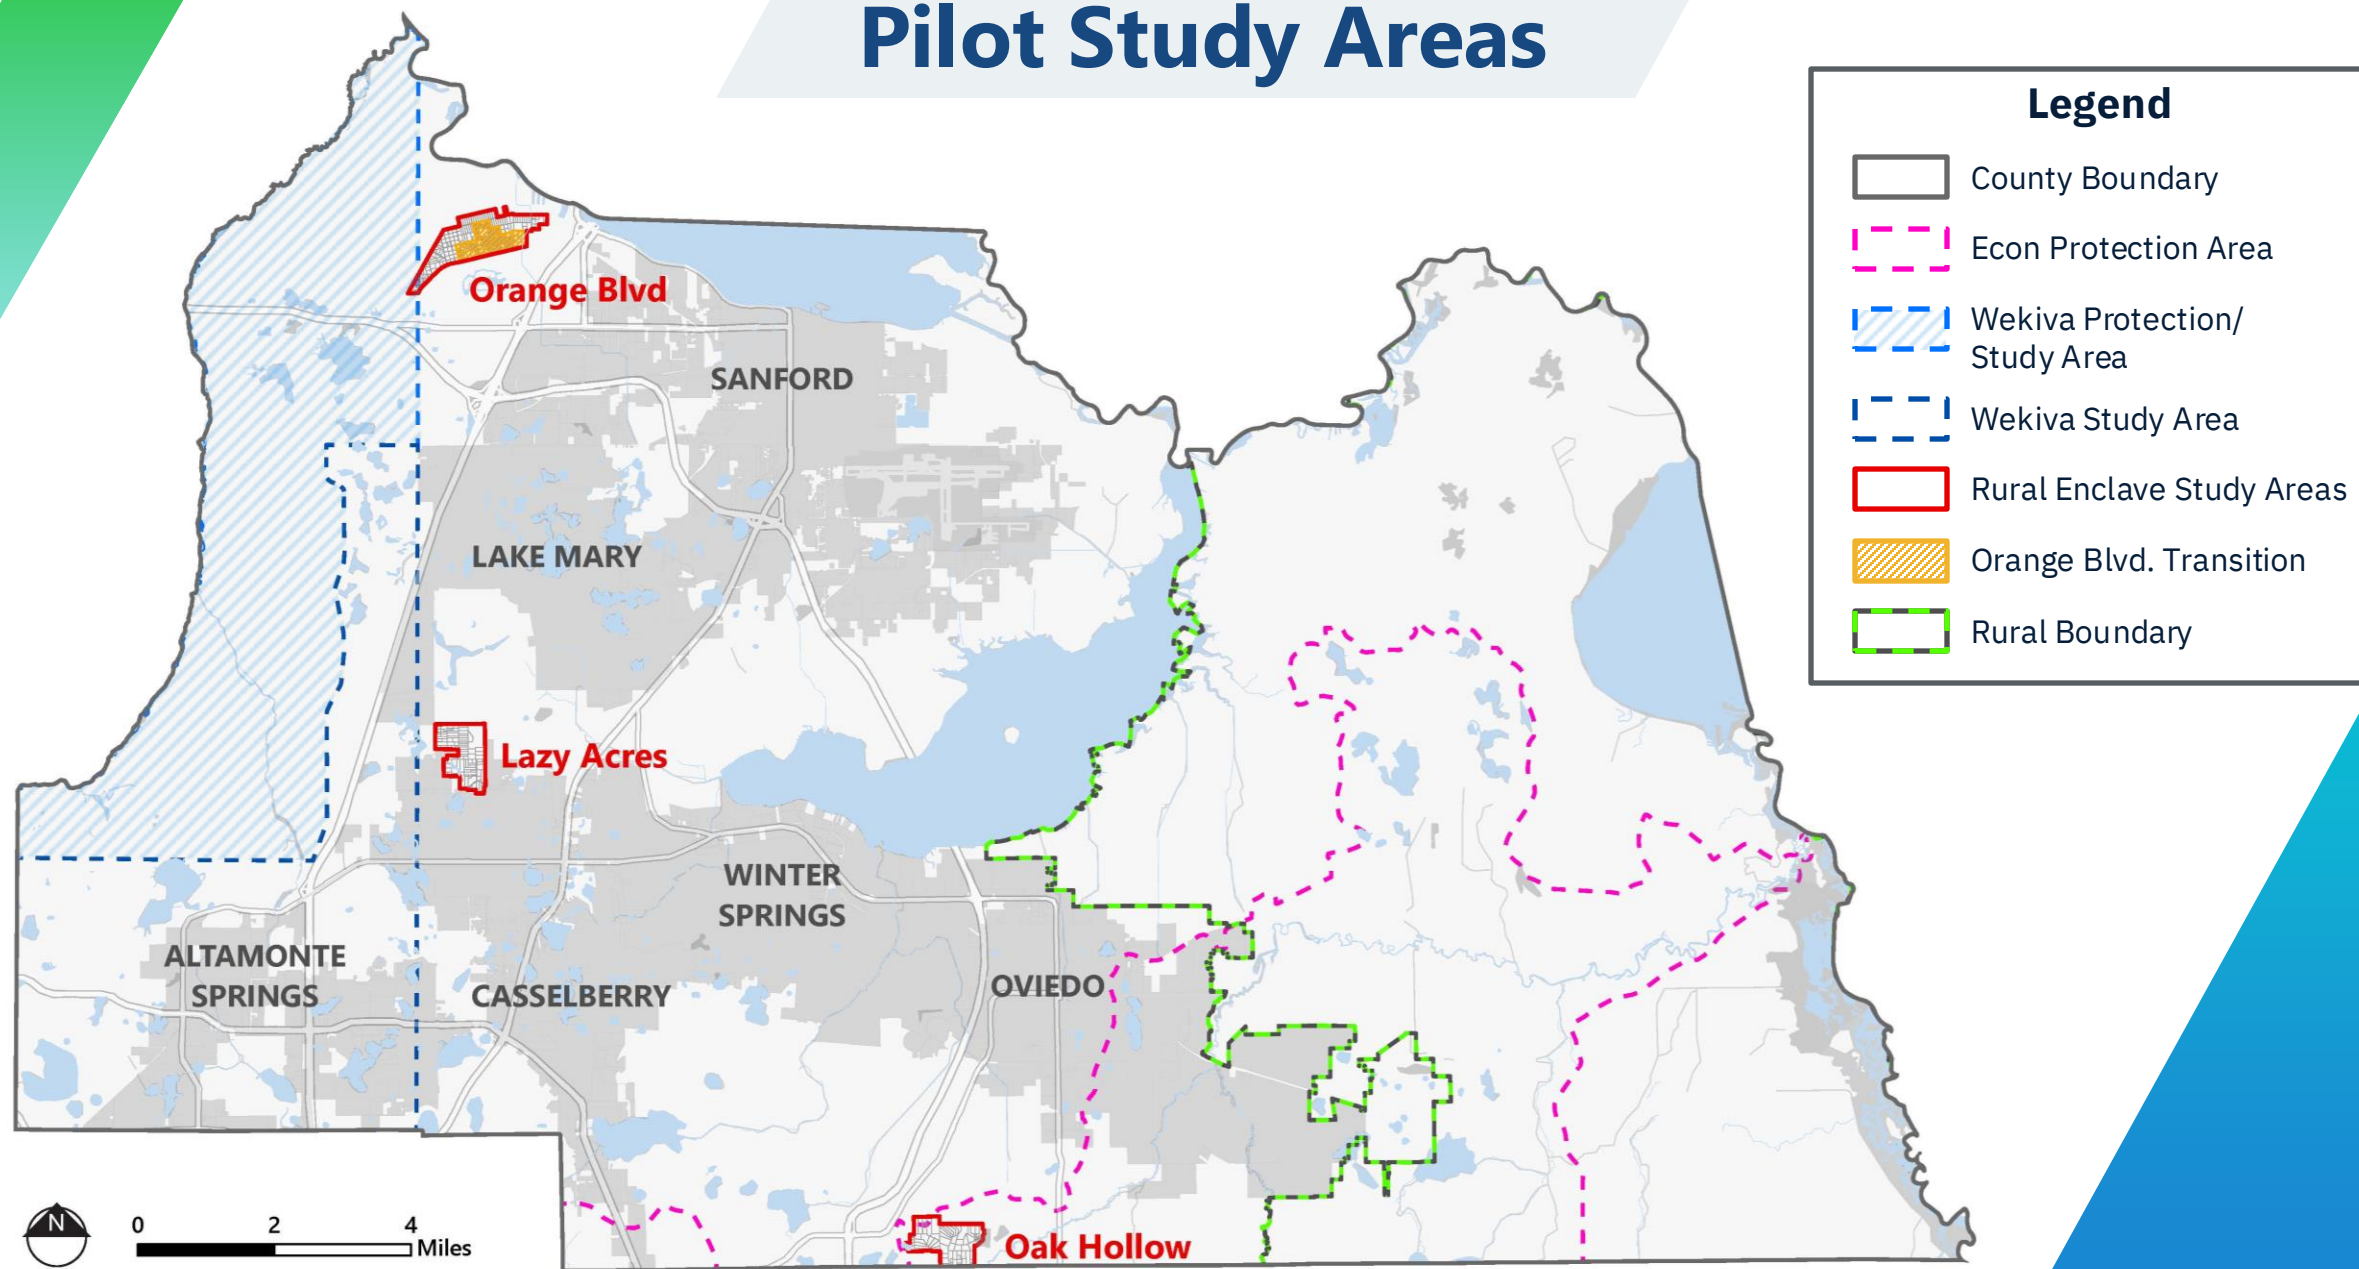 Pilot Study Areas
Legend
County Boundary
Econ Protection Area
Wekiva Protection/
Study Area
Wekiva Study Area
Rural Enclave Study Areas
Orange Blvd. Transition
Rural Boundary
Orange Blvd
SANFORD
LAKE MARY
Lazy Acres
WINTER
SPRINGS
ALTAMONTE
SPRINGS
CASSELBERRY
OVIEDO
Oak Hollow
N
0 2 4
Miles